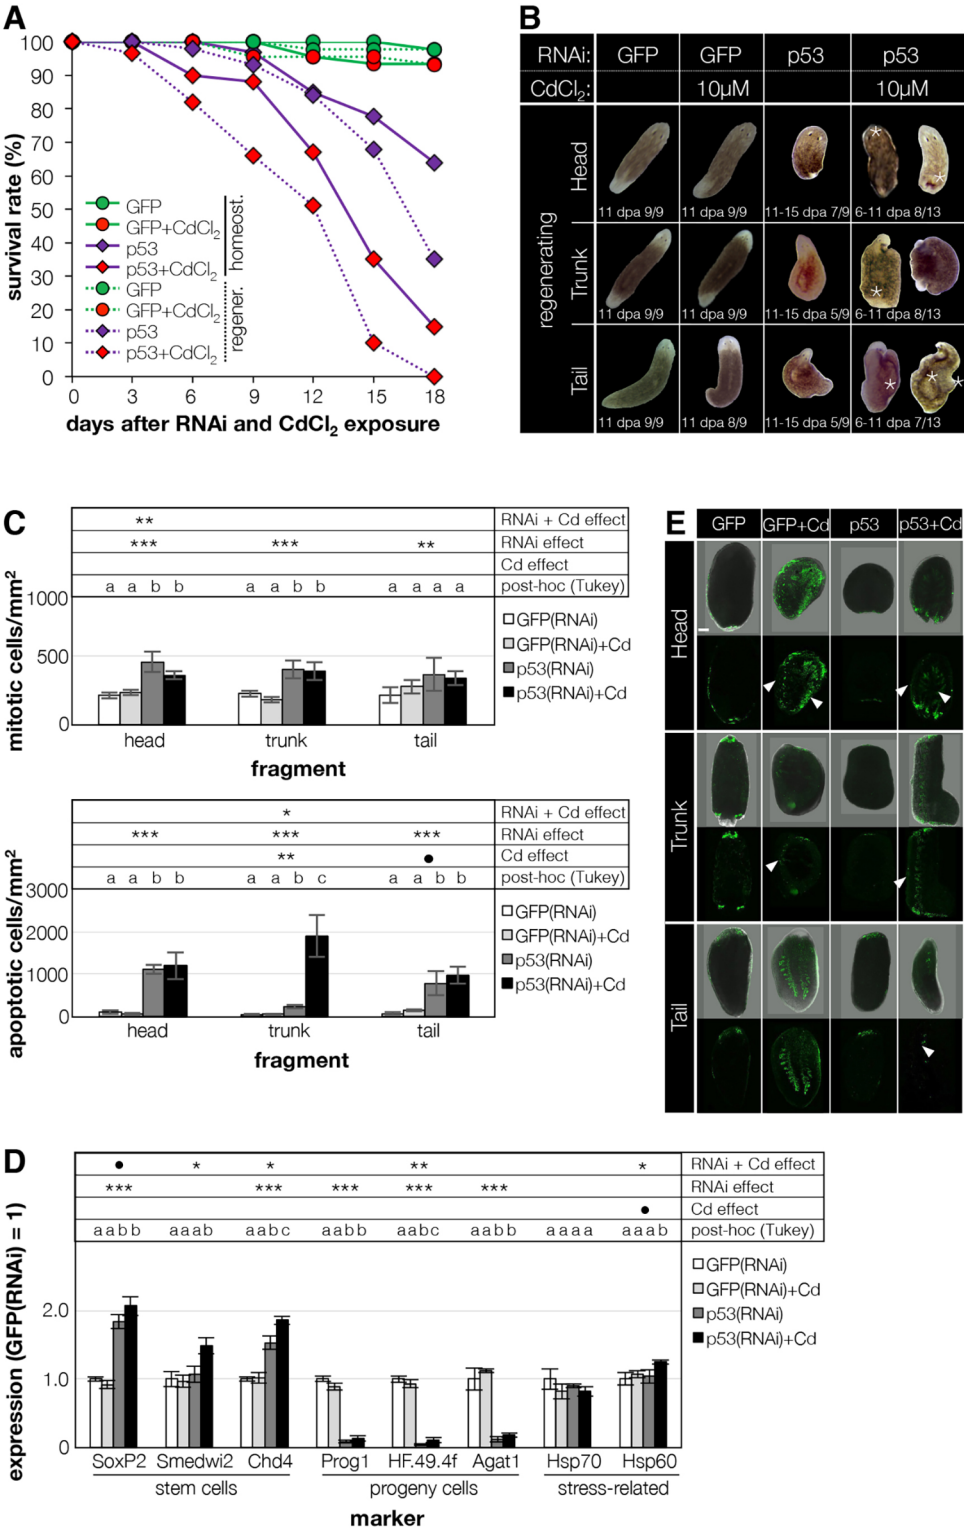 A
survival rate (%)
100
90
80
70
60
50
40
30
20
10
0
GFP
GFP+CdCl2
p53
p53+CdCl2
homeost.
GFP
GFP+CdCl2
p53
p53+CdCl2
regener.
0 3 6 9 12 15 18
days after RNAi and CdCl2 exposure
B
RNAi: GFP GFP p53 p53
CdCl2: 10µM 10µM
regenerating
Head
* *
11 dpa 9/9 11 dpa 9/9 11-15 dpa 7/9 6-11 dpa 8/13
Trunk
*
11 dpa 9/9 11 dpa 9/9 11-15 dpa 5/9 6-11 dpa 8/13
Tail
* * *
11 dpa 9/9 11 dpa 8/9 11-15 dpa 5/9 6-11 dpa 7/13
C
** RNAi + Cd effect
*** *** ** RNAi effect
Cd effect
a a b b a a b b a a a a post-hoc (Tukey)
mitotic cells/mm2
1000
500
0
GFP(RNAi)
GFP(RNAi)+Cd
p53(RNAi)
p53(RNAi)+Cd
head trunk tail
fragment
* RNAi + Cd effect
*** *** *** RNAi effect
** • Cd effect
a a b b a a b c a a b b post-hoc (Tukey)
apoptotic cells/mm2
3000
2000
1000
0
GFP(RNAi)
GFP(RNAi)+Cd
p53(RNAi)
p53(RNAi)+Cd
head trunk tail
fragment
E
GFP GFP+Cd p53 p53+Cd
Head
Trunk
Tail
D
• * * ** * RNAi + Cd effect
*** *** *** *** *** RNAi effect
• Cd effect
aabb aaab aabc aabb aabc aabb aaaa aaab post-hoc (Tukey)
expression (GFP(RNAi) = 1)
2.0
1.0
0
GFP(RNAi)
GFP(RNAi)+Cd
p53(RNAi)
p53(RNAi)+Cd
SoxP2 Smedwi2 Chd4 Prog1 HF.49.4f Agat1 Hsp70 Hsp60
stem cells progeny cells stress-related
marker